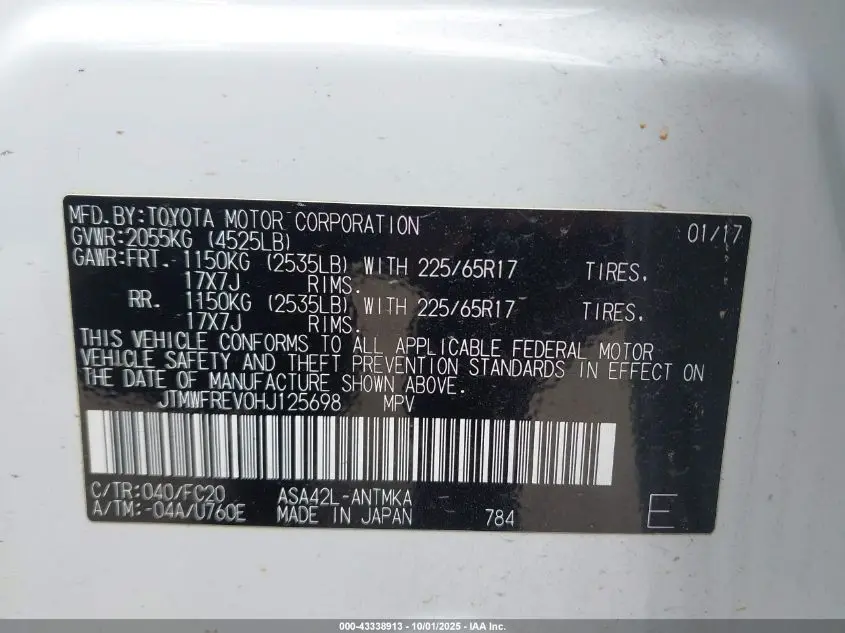 MFD.BY:TOYOTA MOTOR CORPORATION 01/17
GVWR:2055KG (4525LB)
GAWR:FRT. 1150KG (2535LB) WITH 225/65R17 TIRES.
17X7J RIMS.
RR. 1150KG (2535LB) WITH 225/65R17 TIRES.
17X7J RIMS.
THIS VEHICLE CONFORMS TO ALL APPLICABLE FEDERAL MOTOR
VEHICLE SAFETY AND THEFT PREVENTION STANDARDS IN EFFECT ON
THE DATE OF MANUFACTURE SHOWN ABOVE.
JTMWFREV0HJ125698 MPV
C/TR:040/FC20 ASA42L-ANTMKA
A/TM:-04A/U760E MADE IN JAPAN 784 E
000-43338913 - 10/01/2025 - IAA Inc.